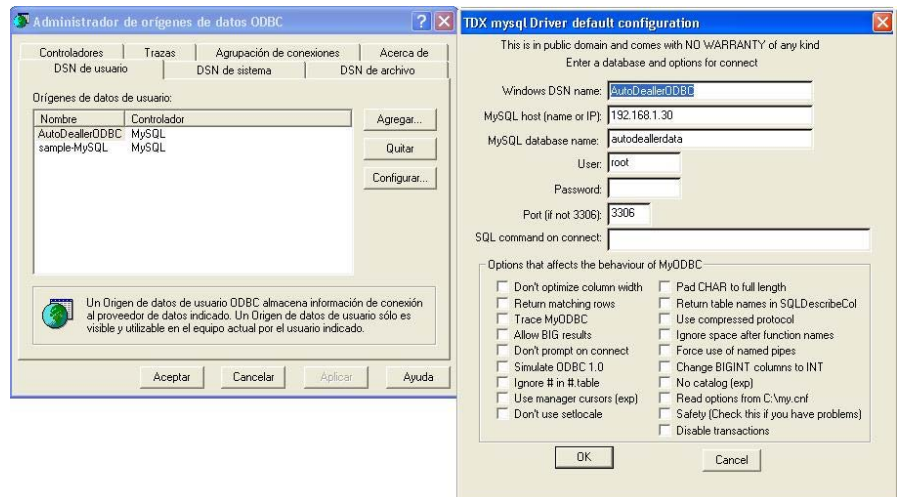 Administrador de orígenes de datos ODBC
Controladores Trazas Agrupación de conexiones Acerca de
DSN de usuario DSN de sistema DSN de archivo
Orígenes de datos de usuario:
Nombre Controlador
AutoDeallerODBC MySQL
sample-MySQL MySQL
Agregar...
Quitar
Configurar...
Un Origen de datos de usuario ODBC almacena información de conexión
al proveedor de datos indicado. Un Origen de datos de usuario sólo es
visible y utilizable en el equipo actual por el usuario indicado.
Aceptar Cancelar Aplicar Ayuda
TDX mysql Driver default configuration
This is in public domain and comes with NO WARRANTY of any kind
Enter a database and options for connect
Windows DSN name: AutoDeallerODBC
MySQL host (name or IP): 192.168.1.30
MySQL database name: autodeallerdata
User: root
Password:
Port (if not 3306): 3306
SQL command on connect:
Options that affects the behaviour of MyODBC
Don't optimize column width
Return matching rows
Trace MyODBC
Allow BIG results
Don't prompt on connect
Simulate ODBC 1.0
Ignore # in #.table
Use manager cursors (exp)
Don't use setlocale
Pad CHAR to full length
Return table names in SQLDescribeCol
Use compressed protocol
Ignore space after function names
Force use of named pipes
Change BIGINT columns to INT
No catalog (exp)
Read options from C:\my.cnf
Safety (Check this if you have problems)
Disable transactions
OK Cancel